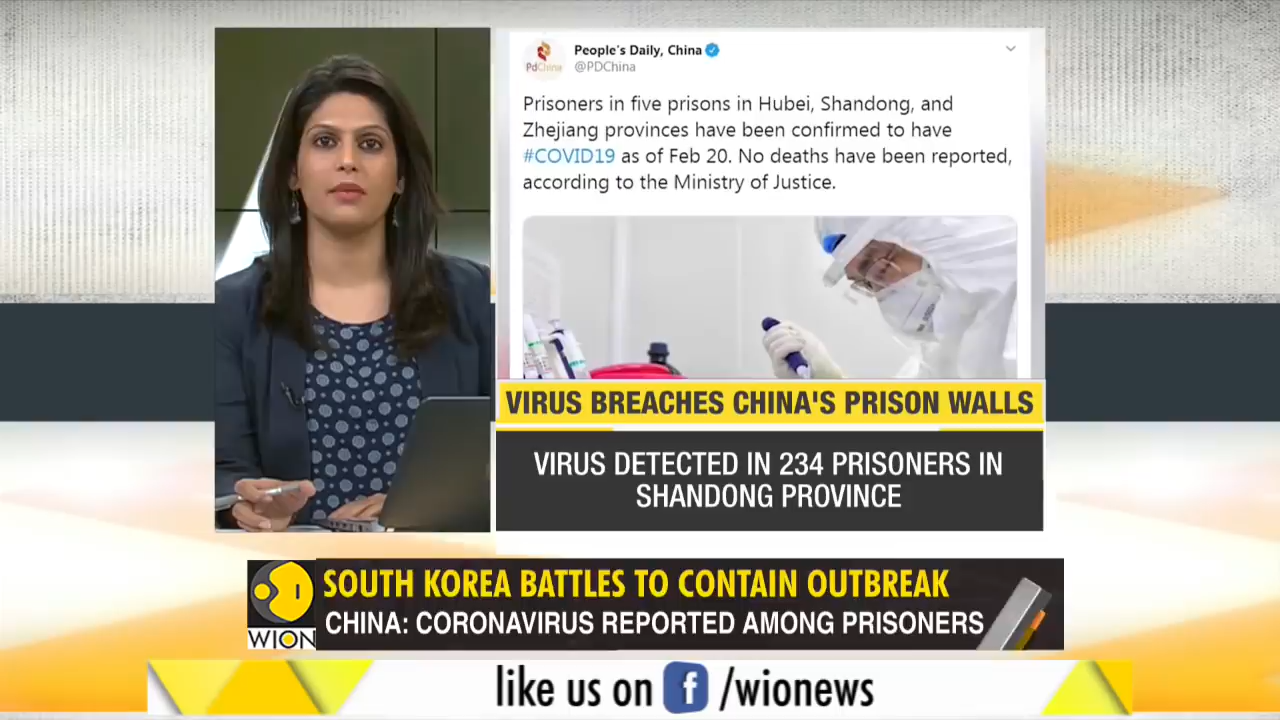 PdChina
People's Daily, China
@PDChina
Prisoners in five prisons in Hubei, Shandong, and
Zhejiang provinces have been confirmed to have
#COVID19 as of Feb 20. No deaths have been reported,
according to the Ministry of Justice.
VIRUS BREACHES CHINA'S PRISON WALLS
VIRUS DETECTED IN 234 PRISONERS IN
SHANDONG PROVINCE
SOUTH KOREA BATTLES TO CONTAIN OUTBREAK
CHINA: CORONAVIRUS REPORTED AMONG PRISONERS
WION
like us on f /wionews